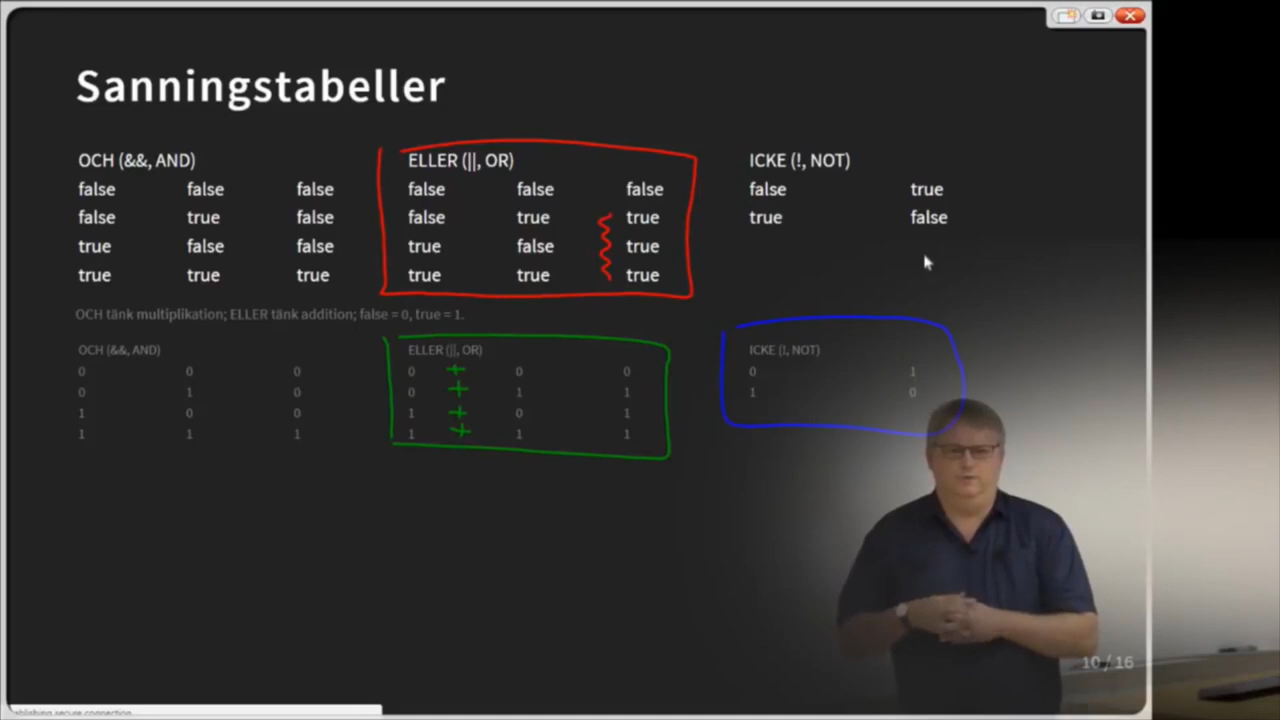 Sanningstabeller
OCH (&&, AND)
false false false
false true false
true false false
true true true
ELLER (||, OR)
false false false
false true true
true false true
true true true
ICKE (!, NOT)
false true
true false
OCH tänk multiplikation; ELLER tänk addition; false = 0, true = 1.
OCH (&&, AND)
0 0 0
0 1 0
1 0 0
1 1 1
ELLER (||, OR)
0 + 0 0
0 + 1 1
1 + 0 1
1 + 1 1
ICKE (!, NOT)
0 1
1 0
10 / 16
secure connection